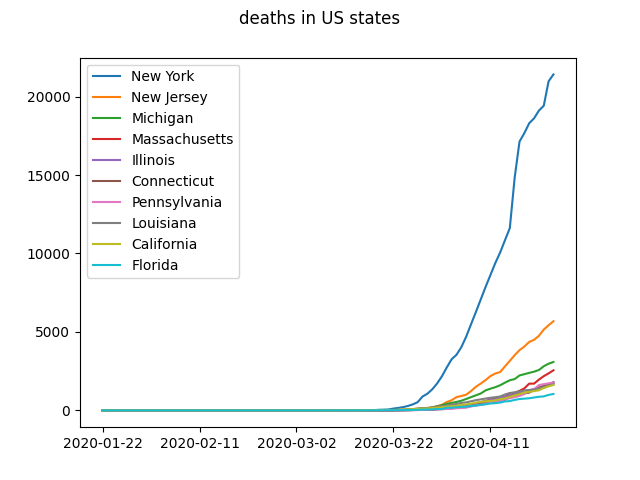 deaths in US states
New York
New Jersey
Michigan
Massachusetts
Illinois
Connecticut
Pennsylvania
Louisiana
California
Florida
20000
15000
10000
5000
0
2020-01-22 2020-02-11 2020-03-02 2020-03-22 2020-04-11